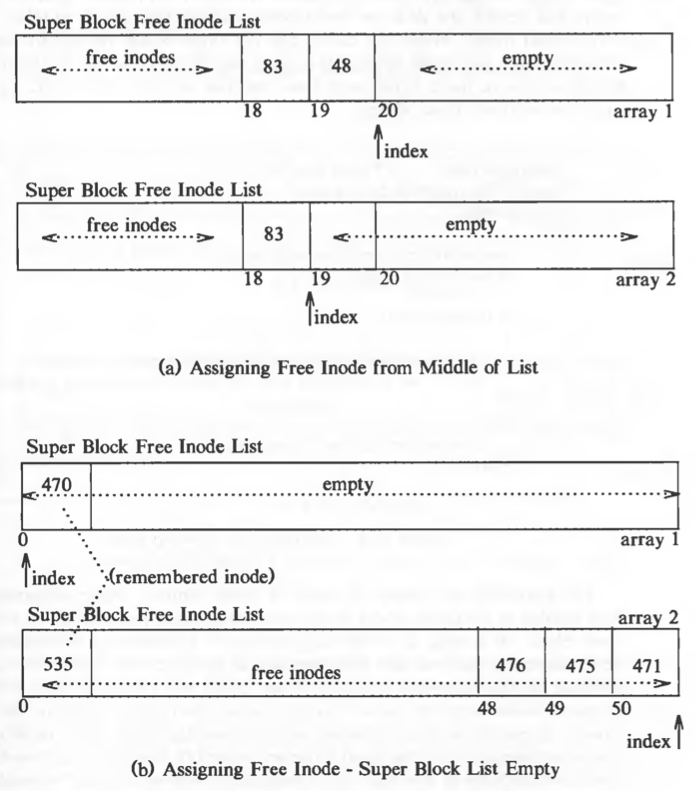 Super Block Free Inode List
free inodes 83 48 empty
18 19 20 array 1
index
Super Block Free Inode List
free inodes 83 empty
18 19 20 array 2
index
(a) Assigning Free Inode from Middle of List
Super Block Free Inode List
470 empty
0 array 1
index (remembered inode)
Super Block Free Inode List array 2
535 free inodes 476 475 471
0 48 49 50
index
(b) Assigning Free Inode - Super Block List Empty